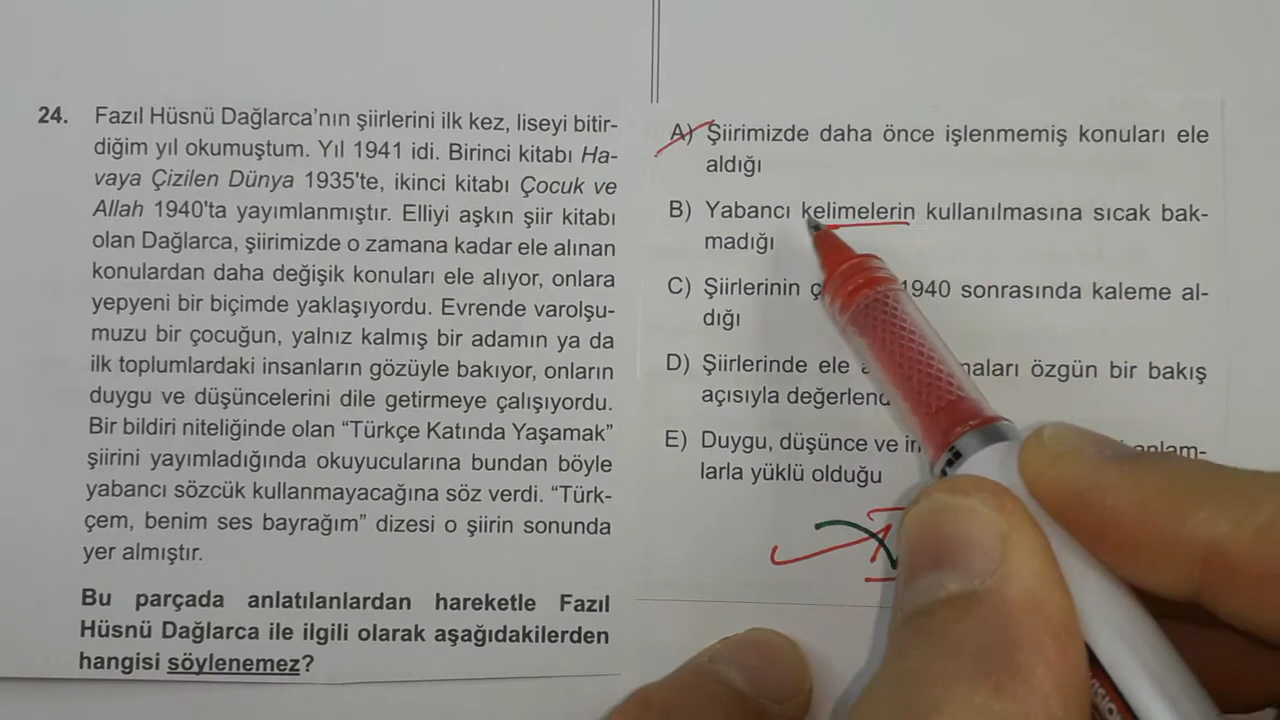 24. Fazıl Hüsnü Dağlarca'nın şiirlerini ilk kez, liseyi bitir-
diğim yıl okumuştum. Yıl 1941 idi. Birinci kitabı Ha-
vaya Çizilen Dünya 1935'te, ikinci kitabı Çocuk ve
Allah 1940'ta yayımlanmıştır. Elliyi aşkın şiir kitabı
olan Dağlarca, şiirimizde o zamana kadar ele alınan
konulardan daha değişik konuları ele alıyor, onlara
yepyeni bir biçimde yaklaşıyordu. Evrende varolşu-
muzu bir çocuğun, yalnız kalmış bir adamın ya da
ilk toplumlardaki insanların gözüyle bakıyor, onların
duygu ve düşüncelerini dile getirmeye çalışıyordu.
Bir bildiri niteliğinde olan “Türkçe Katında Yaşamak”
şiirini yayımladığında okuyucularına bundan böyle
yabancı sözcük kullanmayacağına söz verdi. “Türk-
çem, benim ses bayrağım” dizesi o şiirin sonunda
yer almıştır.
Bu parçada anlatılanlardan hareketle Fazıl
Hüsnü Dağlarca ile ilgili olarak aşağıdakilerden
hangisi söylenemez?
A) Şiirimizde daha önce işlenmemiş konuları ele
aldığı
B) Yabancı kelimelerin kullanılmasına sıcak bak-
madığı
C) Şiirlerinin 1940 sonrasında kaleme al-
dığı
D) Şiirlerinde ele özgün bir bakış
açısıyla
E) Duygu, düşünce ve
larla yüklü olduğu